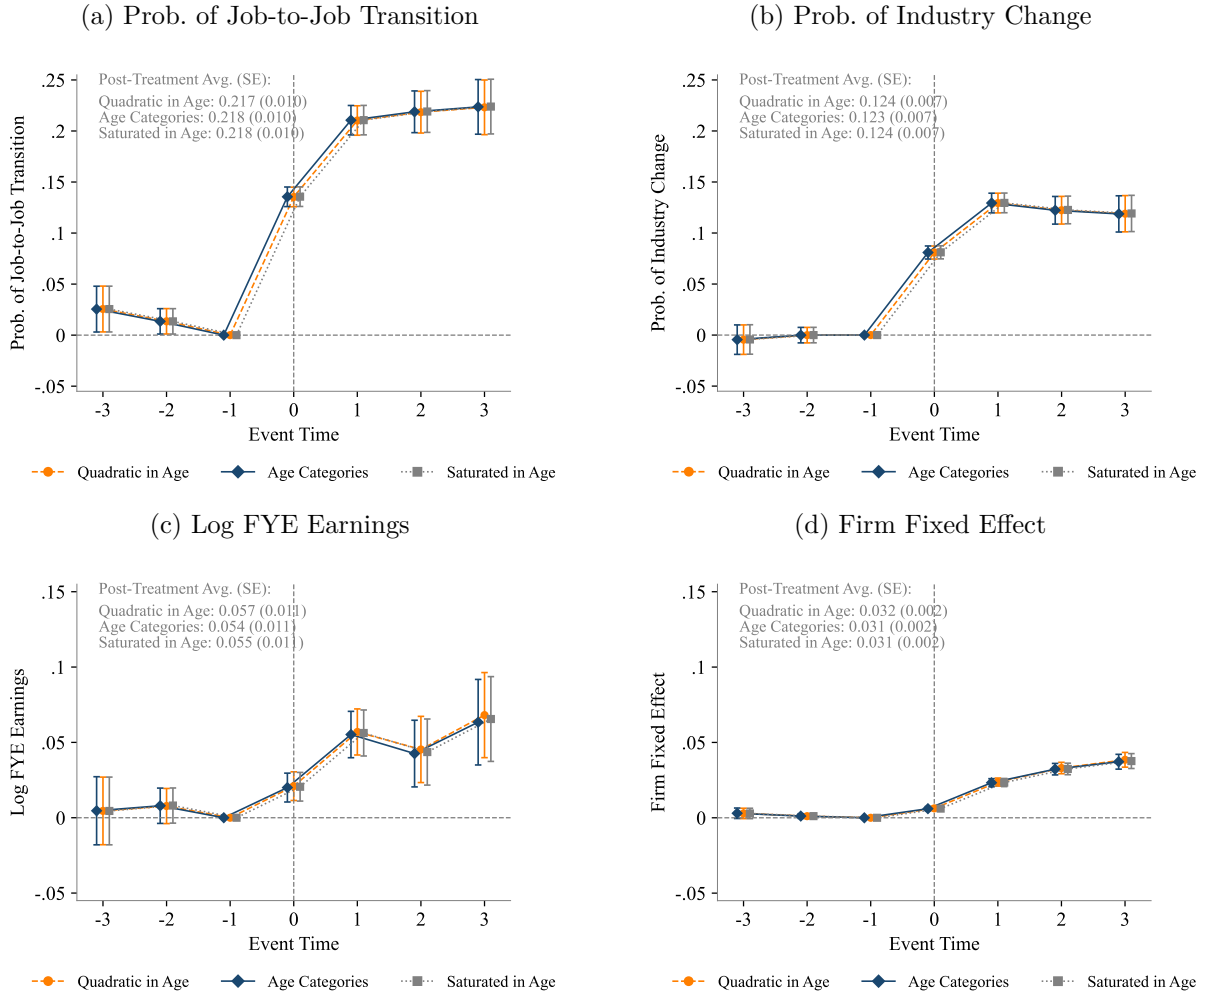 (a) Prob. of Job-to-Job Transition
Prob. of Job-to-Job Transition
.25
.2
.15
.1
.05
0
-.05
Post-Treatment Avg. (SE):
Quadratic in Age: 0.217 (0.010)
Age Categories: 0.218 (0.010)
Saturated in Age: 0.218 (0.010)
-3 -2 -1 0 1 2 3
Event Time
Quadratic in Age Age Categories Saturated in Age
(b) Prob. of Industry Change
Prob. of Industry Change
.25
.2
.15
.1
.05
0
-.05
Post-Treatment Avg. (SE):
Quadratic in Age: 0.124 (0.007)
Age Categories: 0.123 (0.007)
Saturated in Age: 0.124 (0.007)
-3 -2 -1 0 1 2 3
Event Time
Quadratic in Age Age Categories Saturated in Age
(c) Log FYE Earnings
Log FYE Earnings
.15
.1
.05
0
-.05
Post-Treatment Avg. (SE):
Quadratic in Age: 0.057 (0.011)
Age Categories: 0.054 (0.011)
Saturated in Age: 0.055 (0.011)
-3 -2 -1 0 1 2 3
Event Time
Quadratic in Age Age Categories Saturated in Age
(d) Firm Fixed Effect
Firm Fixed Effect
.15
.1
.05
0
-.05
Post-Treatment Avg. (SE):
Quadratic in Age: 0.032 (0.002)
Age Categories: 0.031 (0.002)
Saturated in Age: 0.031 (0.002)
-3 -2 -1 0 1 2 3
Event Time
Quadratic in Age Age Categories Saturated in Age